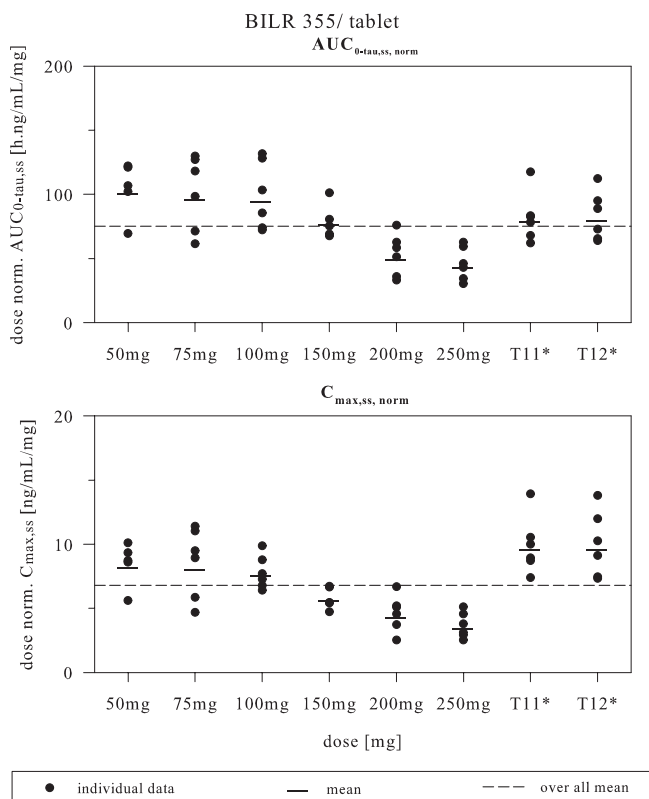 BILR 355/ tablet
AUC0-tau,ss, norm
dose norm. AUC0-tau,ss [h.ng/mL/mg]
200
100
0
50mg 75mg 100mg 150mg 200mg 250mg T11* T12*
Cmax,ss, norm
dose norm. Cmax,ss [ng/mL/mg]
20
10
0
50mg 75mg 100mg 150mg 200mg 250mg T11* T12*
dose [mg]
individual data mean over all mean